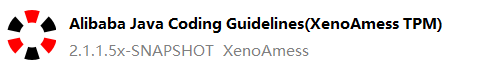 Alibaba Java Coding Guidelines(XenoAmess TPM)
2.1.1.5x-SNAPSHOT XenoAmess